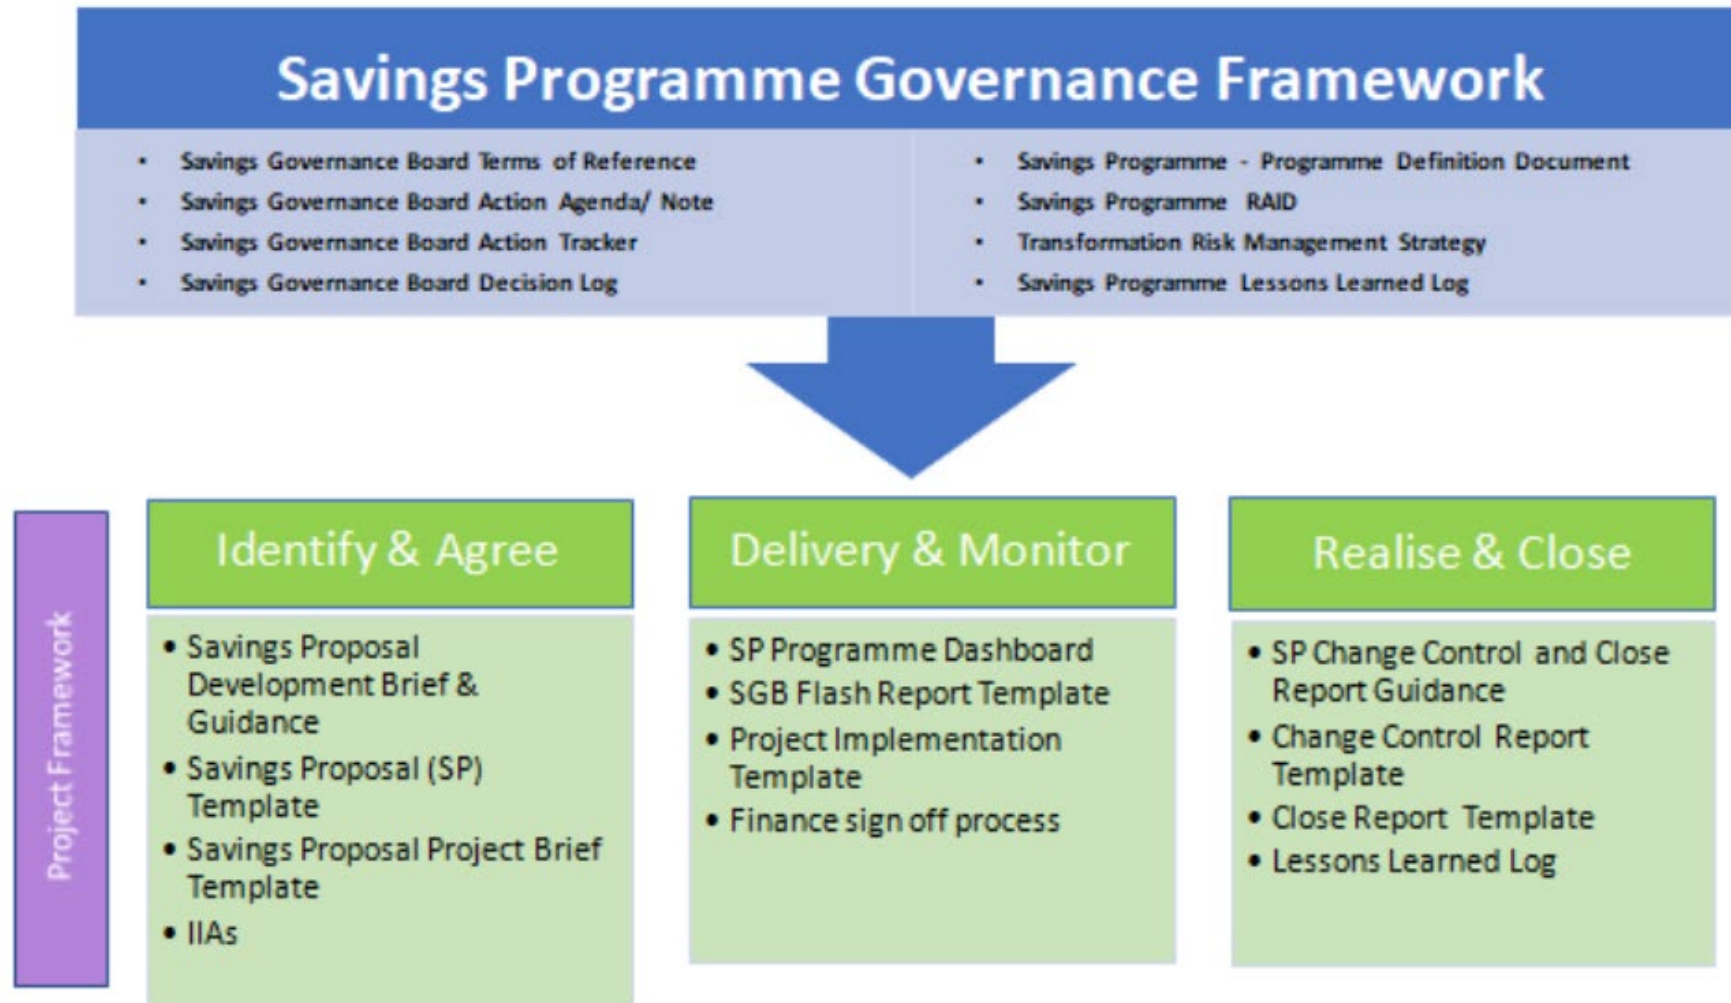 Savings Programme Governance Framework
• Savings Governance Board Terms of Reference
• Savings Governance Board Action Agenda/ Note
• Savings Governance Board Action Tracker
• Savings Governance Board Decision Log
• Savings Programme - Programme Definition Document
• Savings Programme RAID
• Transformation Risk Management Strategy
• Savings Programme Lessons Learned Log
Project Framework
Identify & Agree
• Savings Proposal
Development Brief &
Guidance
• Savings Proposal (SP)
Template
• Savings Proposal Project Brief
Template
• IIAs
Delivery & Monitor
• SP Programme Dashboard
• SGB Flash Report Template
• Project Implementation
Template
• Finance sign off process
Realise & Close
• SP Change Control and Close
Report Guidance
• Change Control Report
Template
• Close Report Template
• Lessons Learned Log